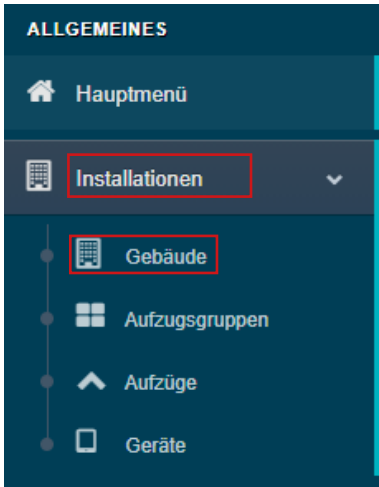 ALLGEMEINES
Hauptmenü
Installationen
Gebäude
Aufzugsgruppen
Aufzüge
Geräte